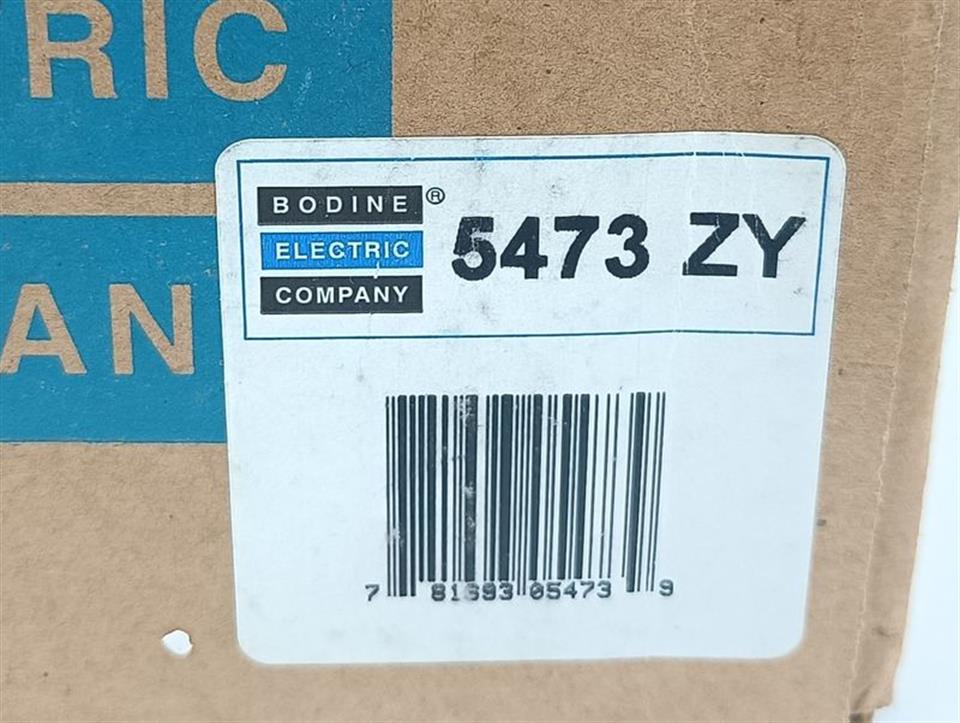 RIC
AN
BODINE ®
ELECTRIC
COMPANY
5473 ZY
7 81693 05473 9